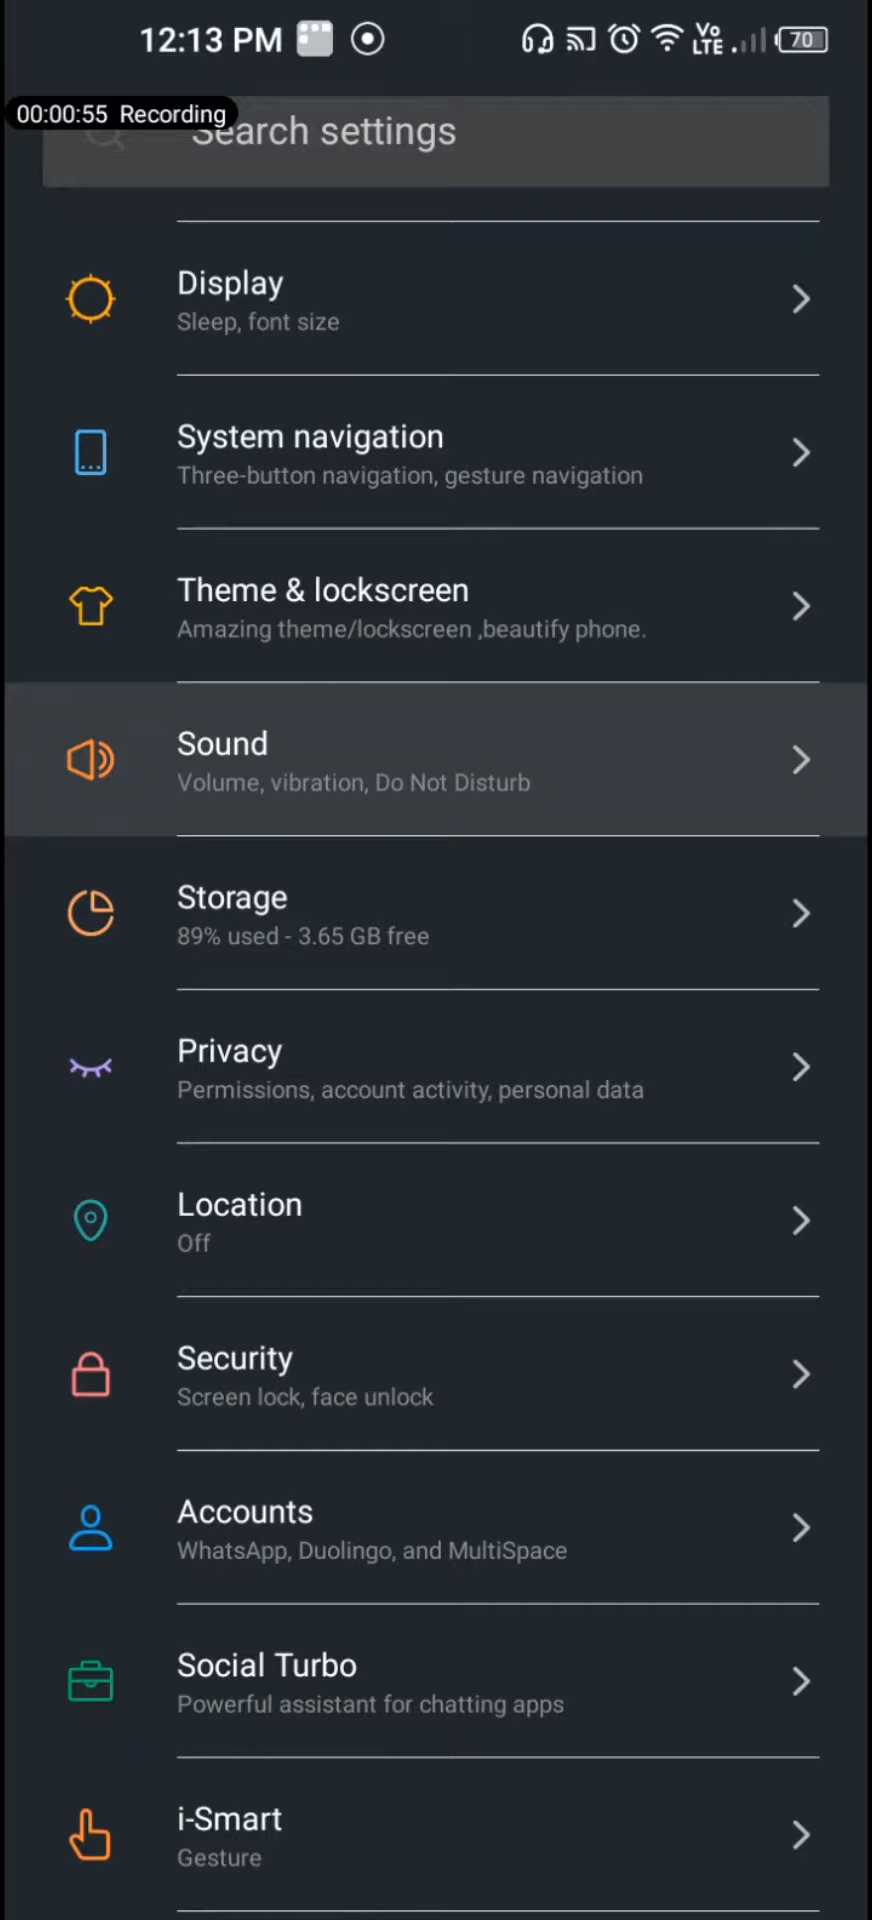 12:13 PM
Vo
LTE
70
00:00:55 Recording
Search settings
Display
Sleep, font size
System navigation
Three-button navigation, gesture navigation
Theme & lockscreen
Amazing theme/lockscreen ,beautify phone.
Sound
Volume, vibration, Do Not Disturb
Storage
89% used - 3.65 GB free
Privacy
Permissions, account activity, personal data
Location
Off
Security
Screen lock, face unlock
Accounts
WhatsApp, Duolingo, and MultiSpace
Social Turbo
Powerful assistant for chatting apps
i-Smart
Gesture